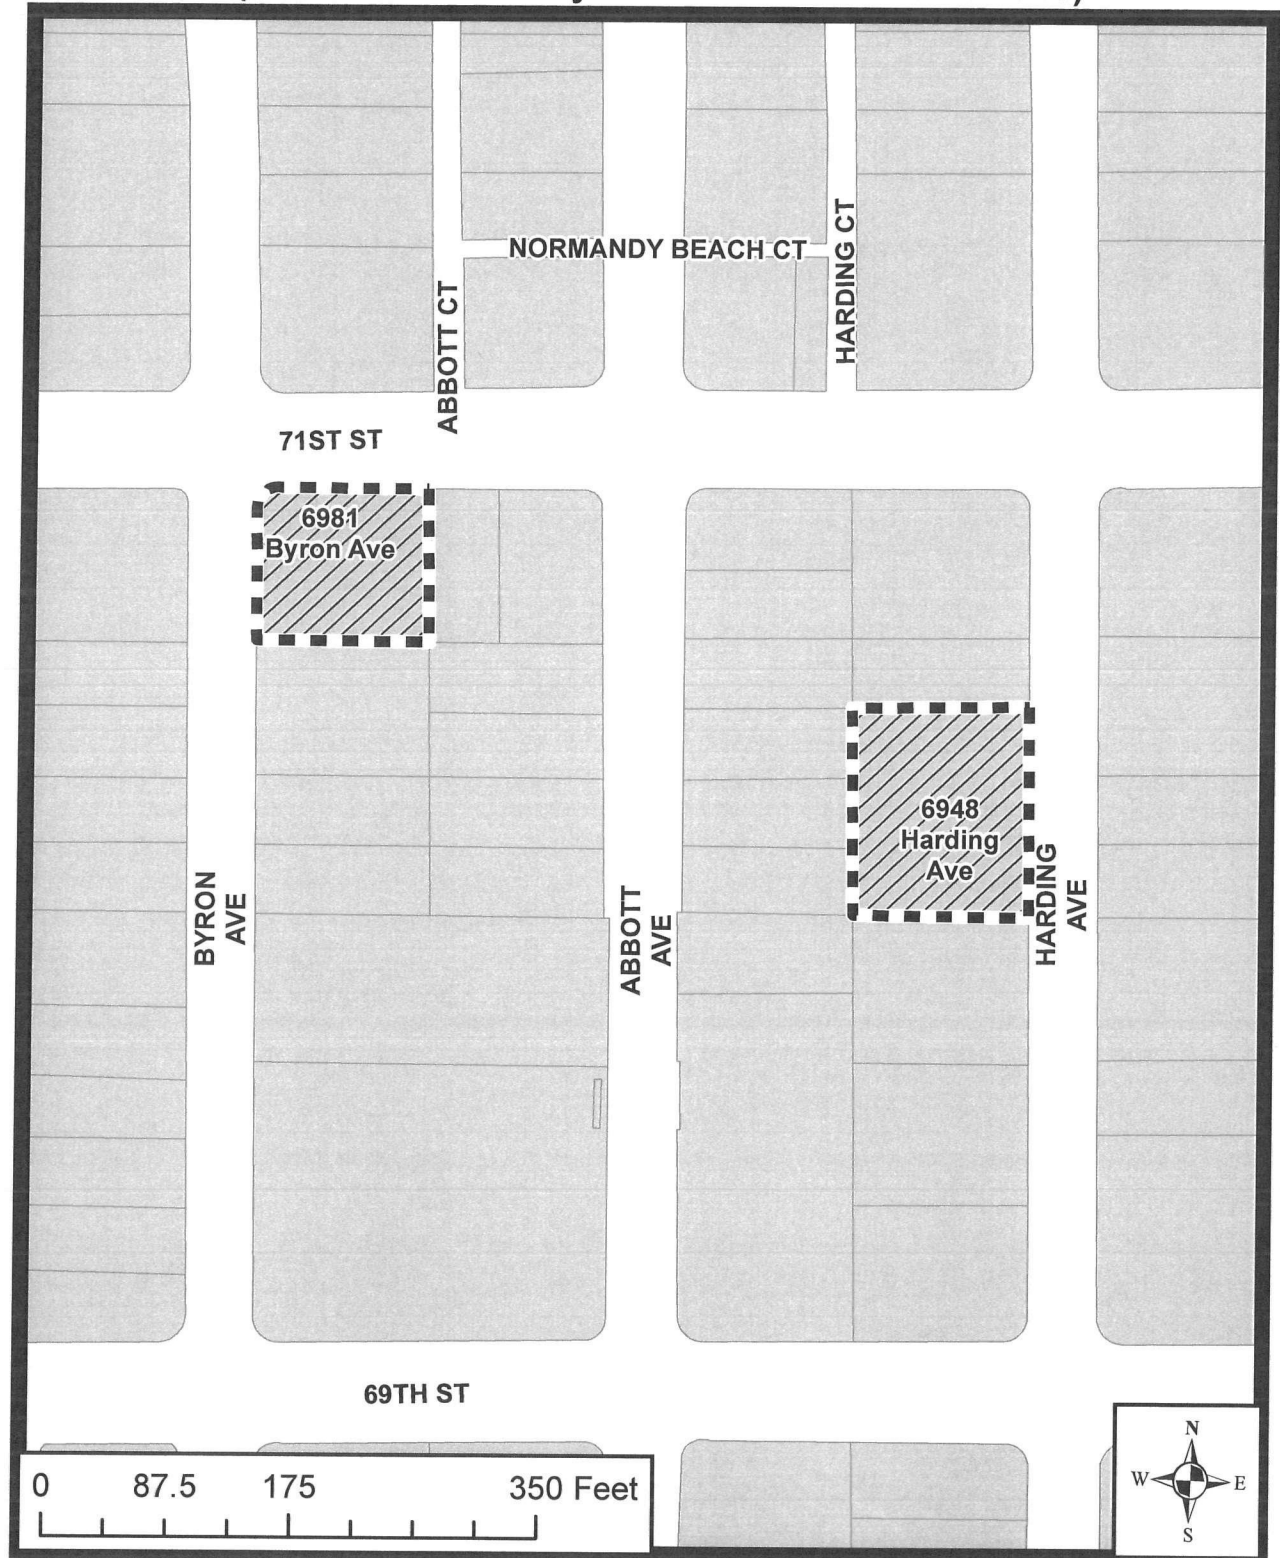 NORMANDY BEACH CT
HARDING CT
ABBOTT CT
71ST ST
6981
Byron Ave
6948
Harding
Ave
BYRON
AVE
ABBOTT
AVE
HARDING
AVE
69TH ST
0 87.5 175 350 Feet
N
W E
S